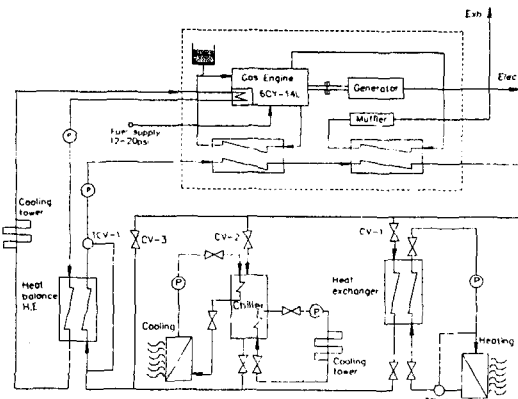 Exh
Elec
Gas Engine
6CY-14L
Generator
Muffler
Fuel supply
12-20psi
P
P
Cooling
tower
TCV-1
CV-3
CV-2
CV-1
Heat
balance
H.E
P
Chiller
P
Heat
exchanger
P
Cooling
Cooling
tower
Heating